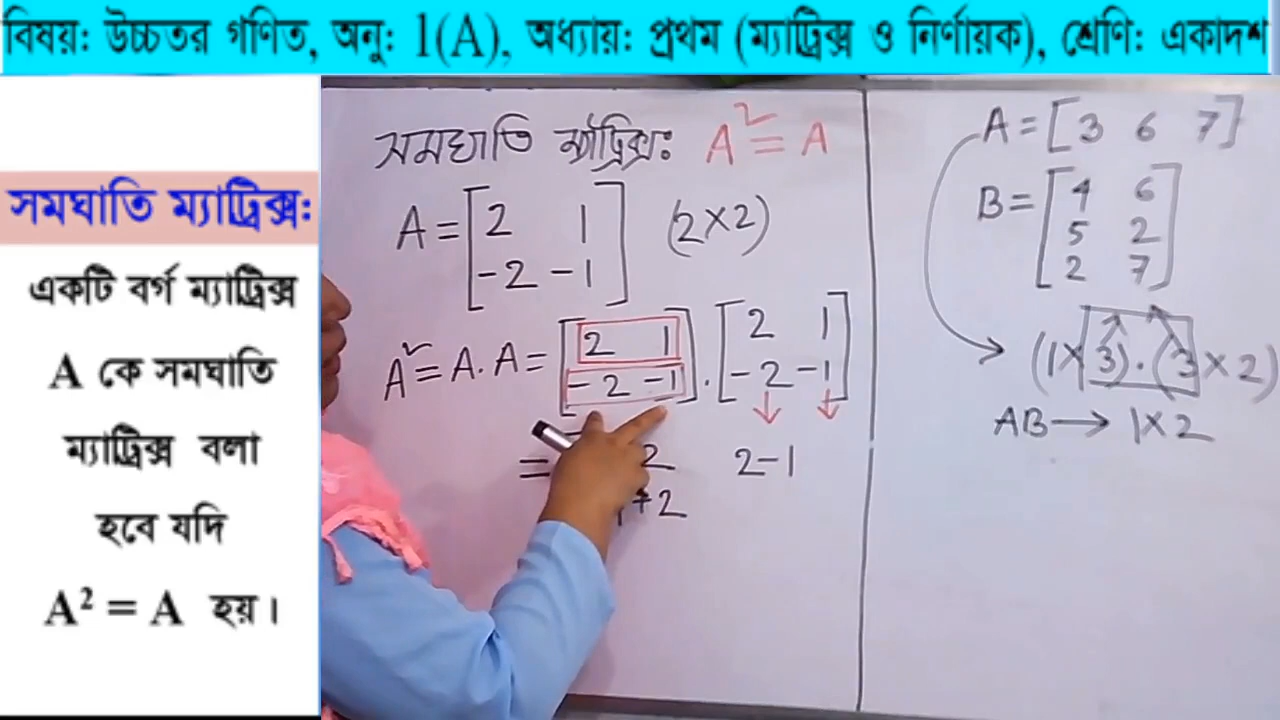 বিষয়: উচ্চতর গণিত, অনু: 1(A), অধ্যায়: প্রথম (ম্যাট্রিক্স ও নির্ণায়ক), শ্রেণি: একাদশ
সমঘাতি ম্যাট্রিক্স:
একটি বর্গ ম্যাট্রিক্স
A কে সমঘাতি
ম্যাট্রিক্স বলা
হবে যদি
A² = A হয়।
সমঘাতি ম্যাট্রিক্স: A² = A
A = [2 1
-2 -1] (2×2)
A² = A. A = [2 1
-2 -1] . [2 1
-2 -1]
= 2 2-1
+2
A = [3 6 7]
B = [4 6
5 2
2 7]
(1×3).(3×2)
AB → 1×2